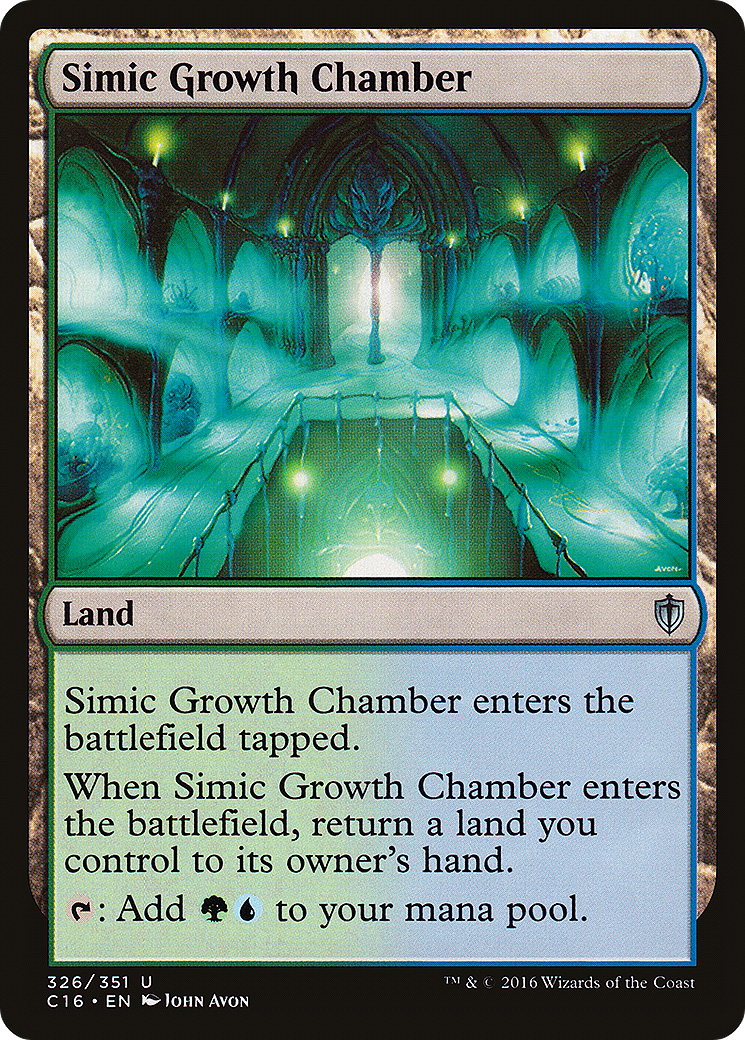 Simic Growth Chamber
AVON
Land
Simic Growth Chamber enters the
battlefield tapped.
When Simic Growth Chamber enters
the battlefield, return a land you
control to its owner's hand.
: Add to your mana pool.
326/351 U
™ & © 2016 Wizards of the Coast
C16 • EN John Avon